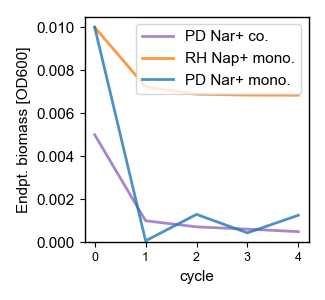 Endpt. biomass [OD600]
0.010
0.008
0.006
0.004
0.002
0.000
PD Nar+ co.
RH Nap+ mono.
PD Nar+ mono.
0 1 2 3 4
cycle